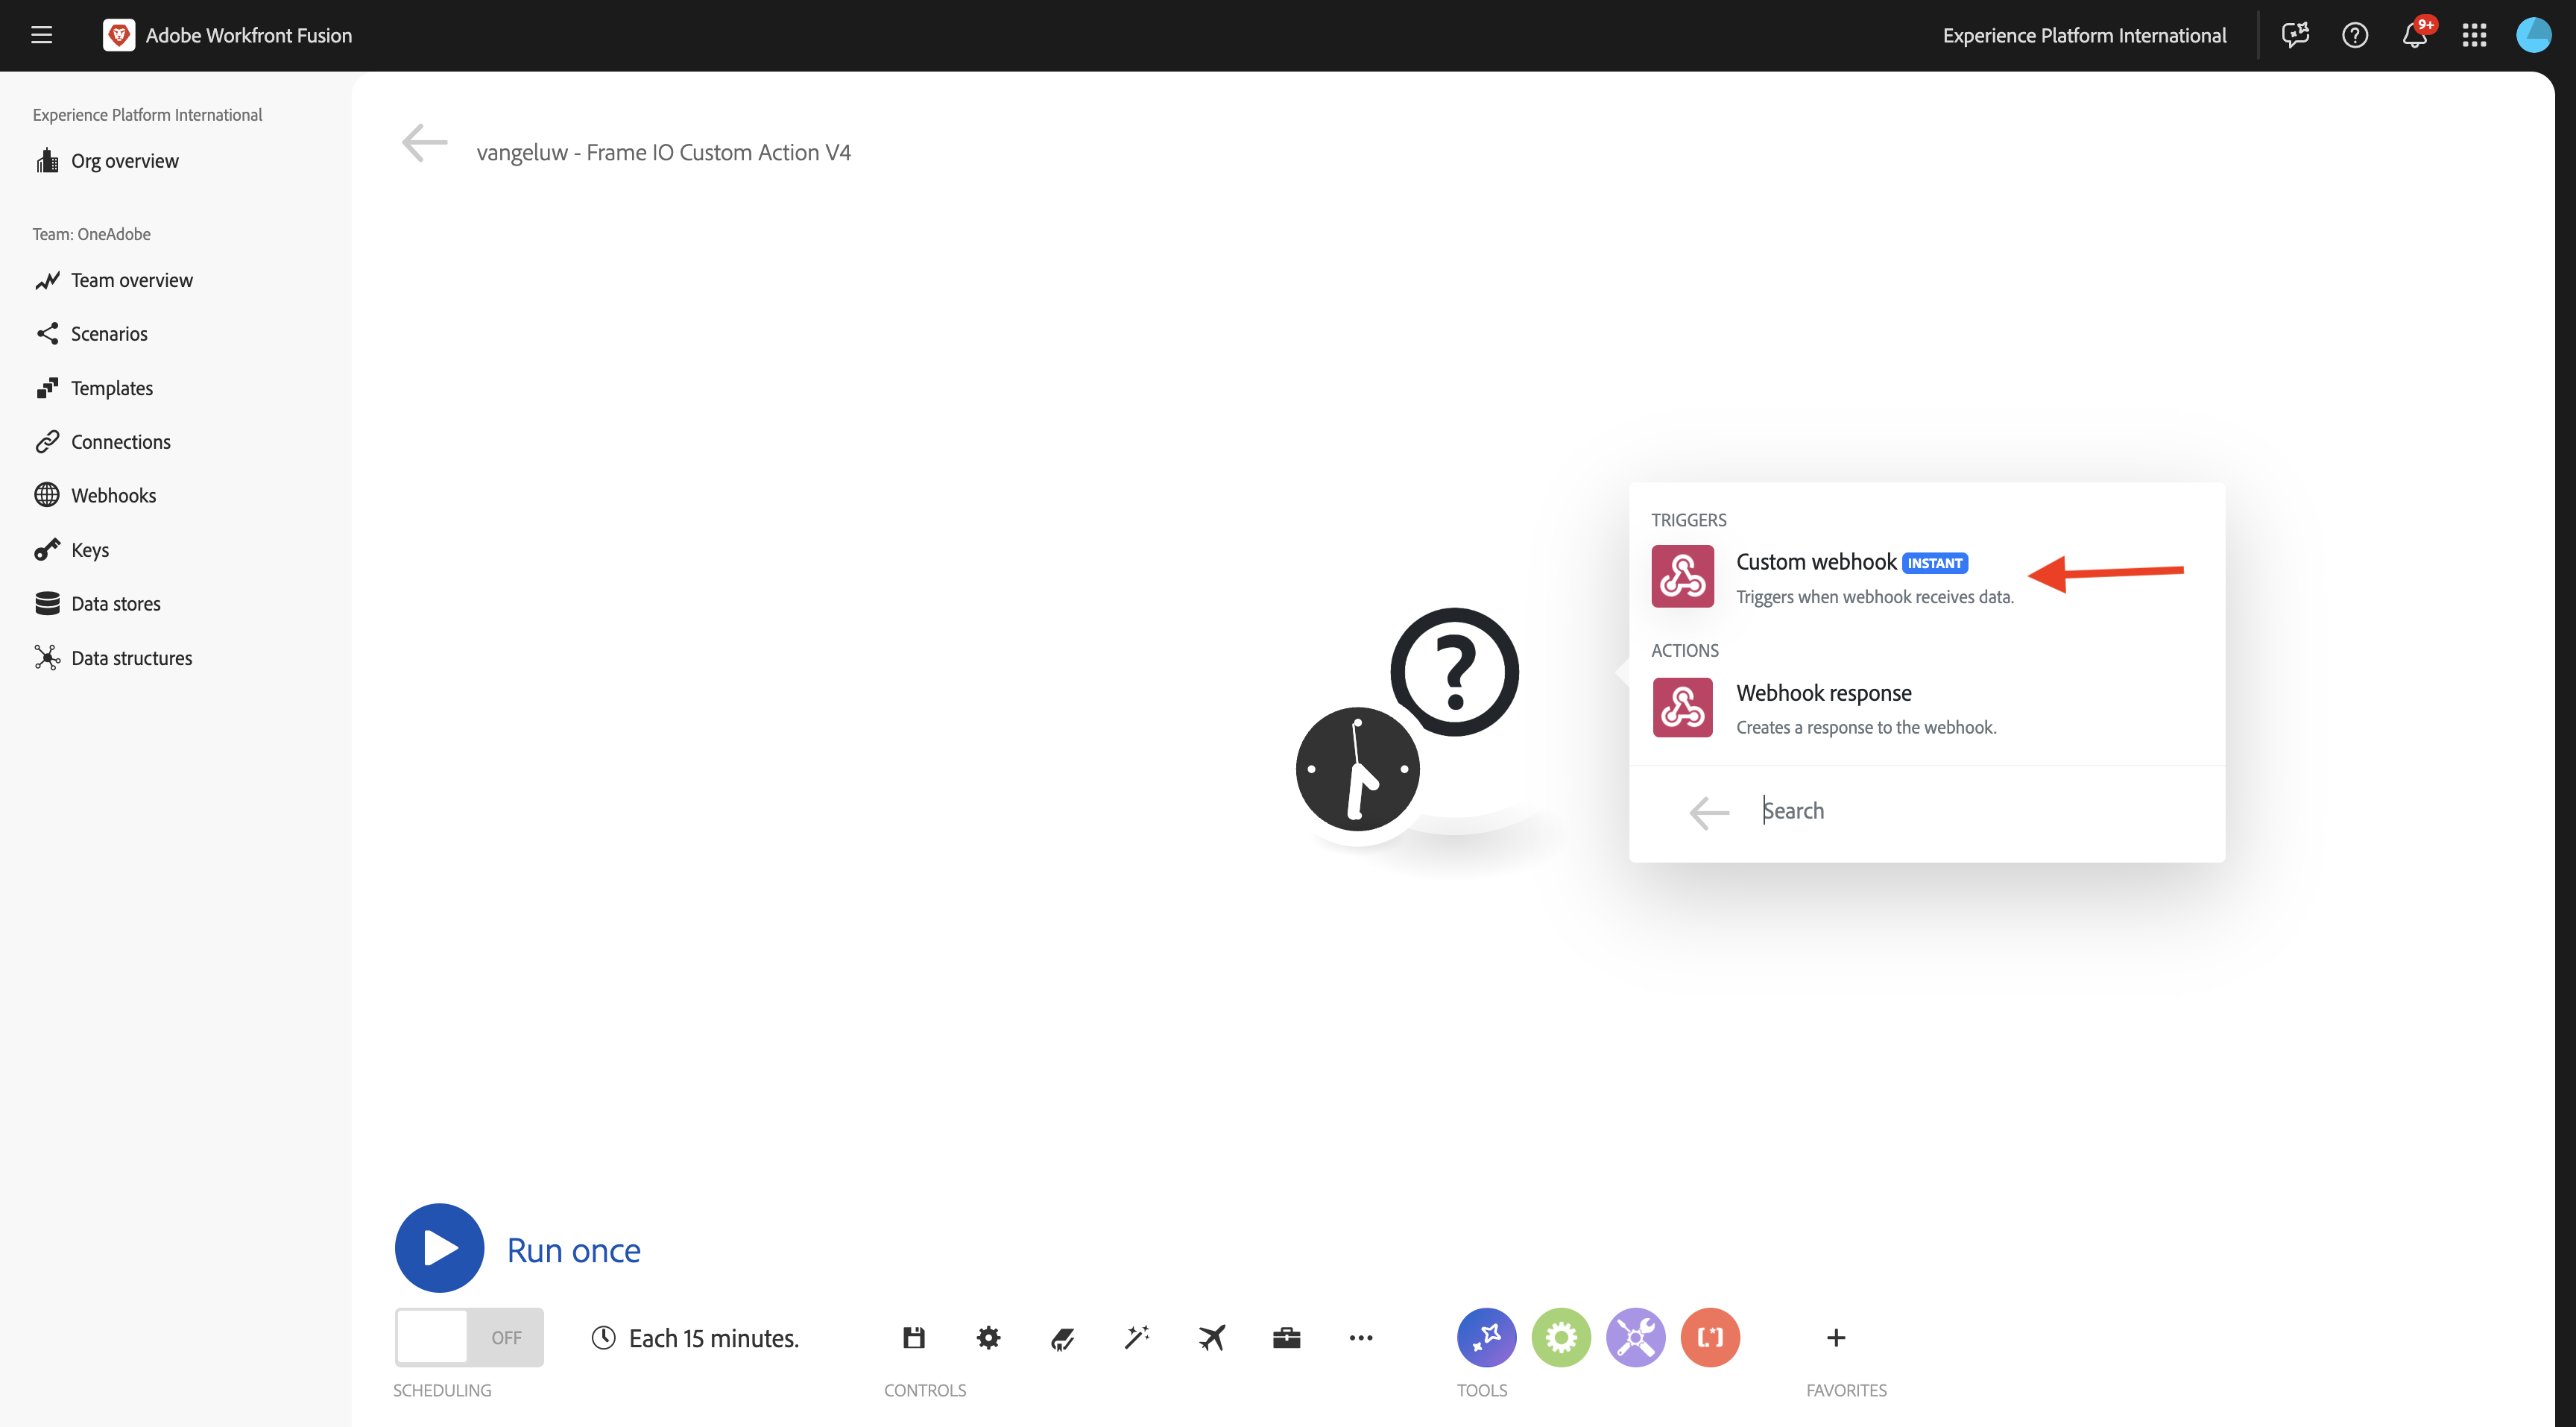 Adobe Workfront Fusion
Experience Platform International
9+
Experience Platform International
Org overview
Team: OneAdobe
Team overview
Scenarios
Templates
Connections
Webhooks
Keys
Data stores
Data structures
vangeluw - Frame IO Custom Action V4
TRIGGERS
Custom webhook INSTANT
Triggers when webhook receives data.
ACTIONS
Webhook response
Creates a response to the webhook.
Search
?
Run once
OFF
Each 15 minutes.
SCHEDULING
CONTROLS
TOOLS
FAVORITES